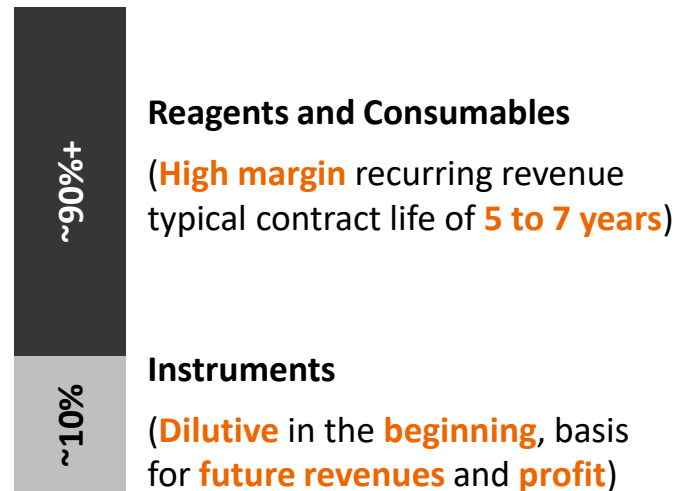 ~90%+
Reagents and Consumables
(High margin recurring revenue
typical contract life of 5 to 7 years)
~10%
Instruments
(Dilutive in the beginning, basis
for future revenues and profit)